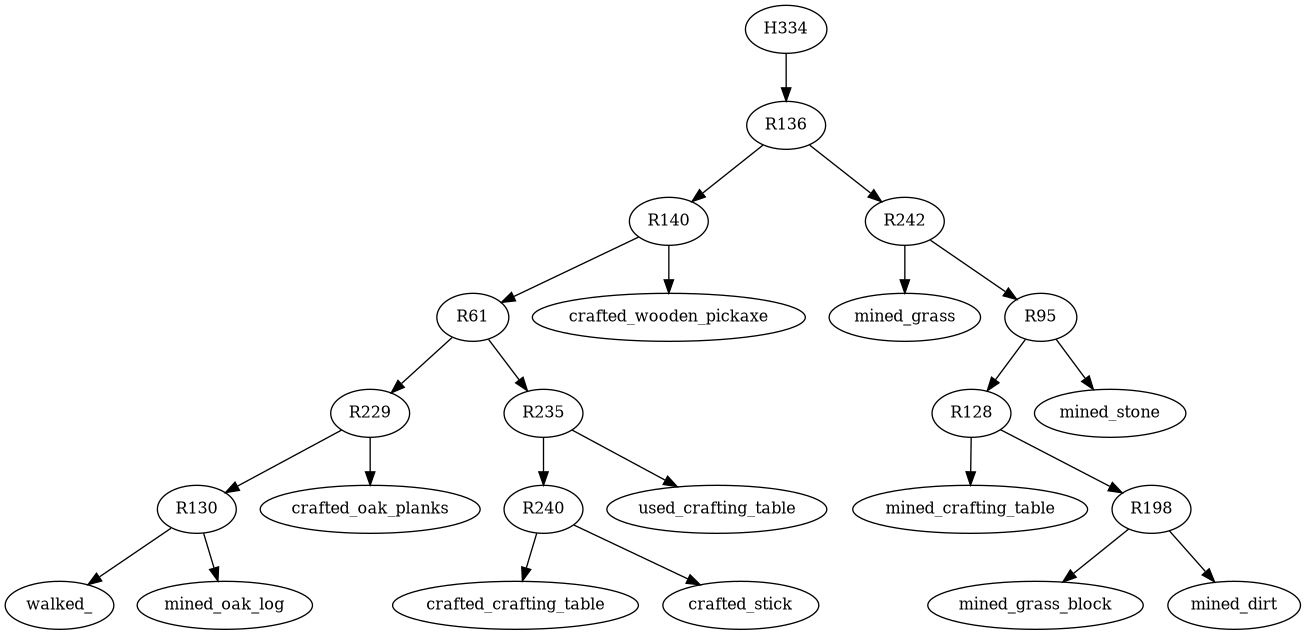 H334
R136
R140
R242
R61
crafted_wooden_pickaxe
mined_grass
R95
R229
R235
R128
mined_stone
R130
crafted_oak_planks
R240
used_crafting_table
mined_crafting_table
R198
walked_
mined_oak_log
crafted_crafting_table
crafted_stick
mined_grass_block
mined_dirt